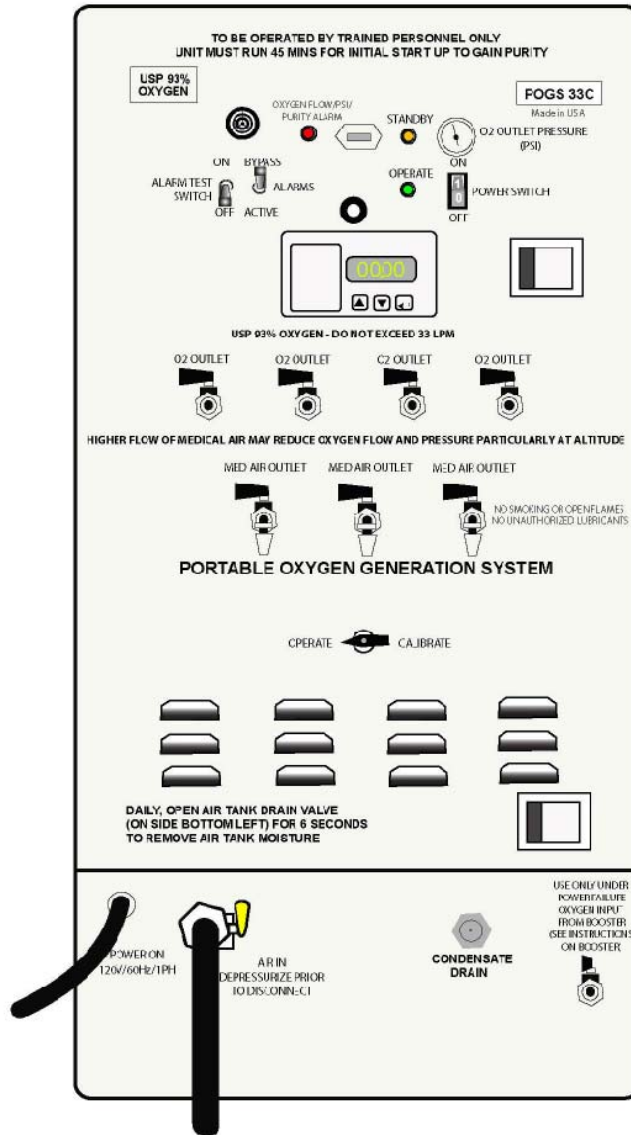 TO BE OPERATED BY TRAINED PERSONNEL ONLY
UNIT MUST RUN 45 MINS FOR INITIAL START UP TO GAIN PURITY
USP 93%
OXYGEN
OXYGEN FLOW/PSI/
PURITY ALARM
STANDBY
POGS 33C
Made in USA
O2 OUTLET PRESSURE
(PSI)
ON
BYPASS
ALARM TEST
SWITCH
ALARMS
OFF
ACTIVE
OPERATE
ON
1
0
POWER SWITCH
OFF
00.00
USP 93% OXYGEN - DO NOT EXCEED 33 LPM
O2 OUTLET
O2 OUTLET
O2 OUTLET
O2 OUTLET
HIGHER FLOW OF MEDICAL AIR MAY REDUCE OXYGEN FLOW AND PRESSURE PARTICULARLY AT ALTITUDE
MED AIR OUTLET
MED AIR OUTLET
MED AIR OUTLET
NO SMOKING OR OPEN FLAMES
NO UNAUTHORIZED LUBRICANTS
PORTABLE OXYGEN GENERATION SYSTEM
OPERATE
CALIBRATE
DAILY, OPEN AIR TANK DRAIN VALVE
(ON SIDE BOTTOM LEFT) FOR 6 SECONDS
TO REMOVE AIR TANK MOISTURE
POWER ON
120V/60Hz/1PH
AIR IN
DEPRESSURIZE PRIOR
TO DISCONNECT
CONDENSATE
DRAIN
USE ONLY UNDER
POWER FAILURE
OXYGEN INPUT
FROM BOOSTER
(SEE INSTRUCTIONS
ON BOOSTER)